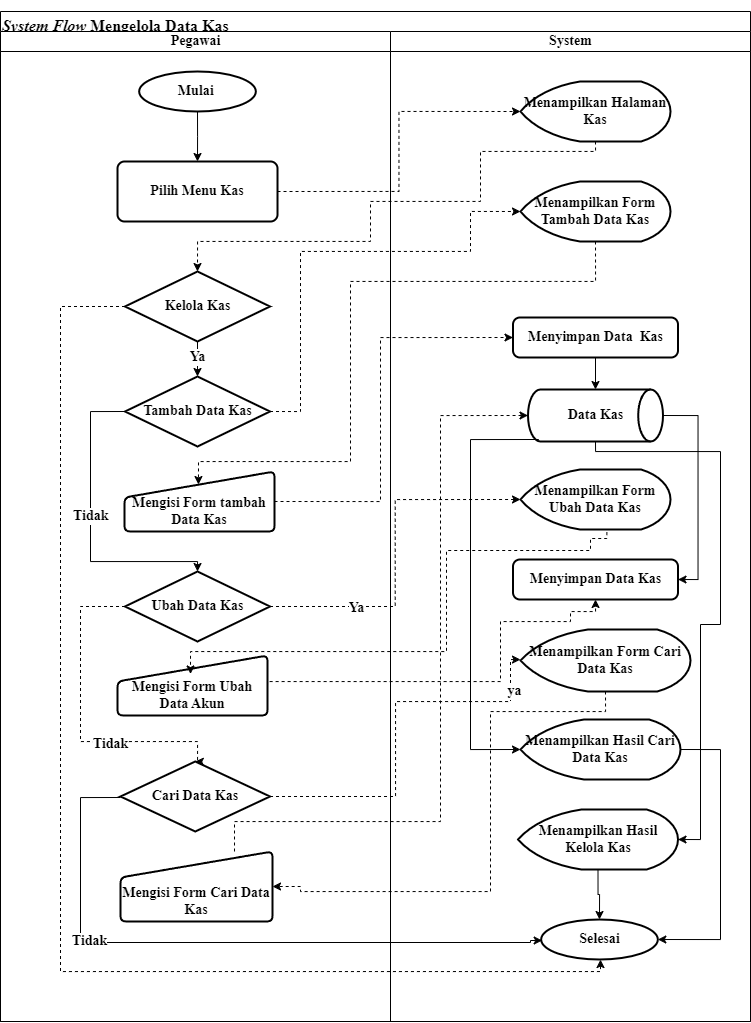 System Flow Mengelola Data Kas
Pegawai
System
Mulai
Menampilkan Halaman
Kas
Pilih Menu Kas
Menampilkan Form
Tambah Data Kas
Kelola Kas
Ya
Menyimpan Data Kas
Tambah Data Kas
Data Kas
Mengisi Form tambah
Data Kas
Menampilkan Form
Ubah Data Kas
Tidak
Ubah Data Kas
Ya
Menyimpan Data Kas
Menampilkan Form Cari
Data Kas
Mengisi Form Ubah
Data Akun
ya
Tidak
Menampilkan Hasil Cari
Data Kas
Cari Data Kas
Menampilkan Hasil
Kelola Kas
Mengisi Form Cari Data
Kas
Tidak
Selesai